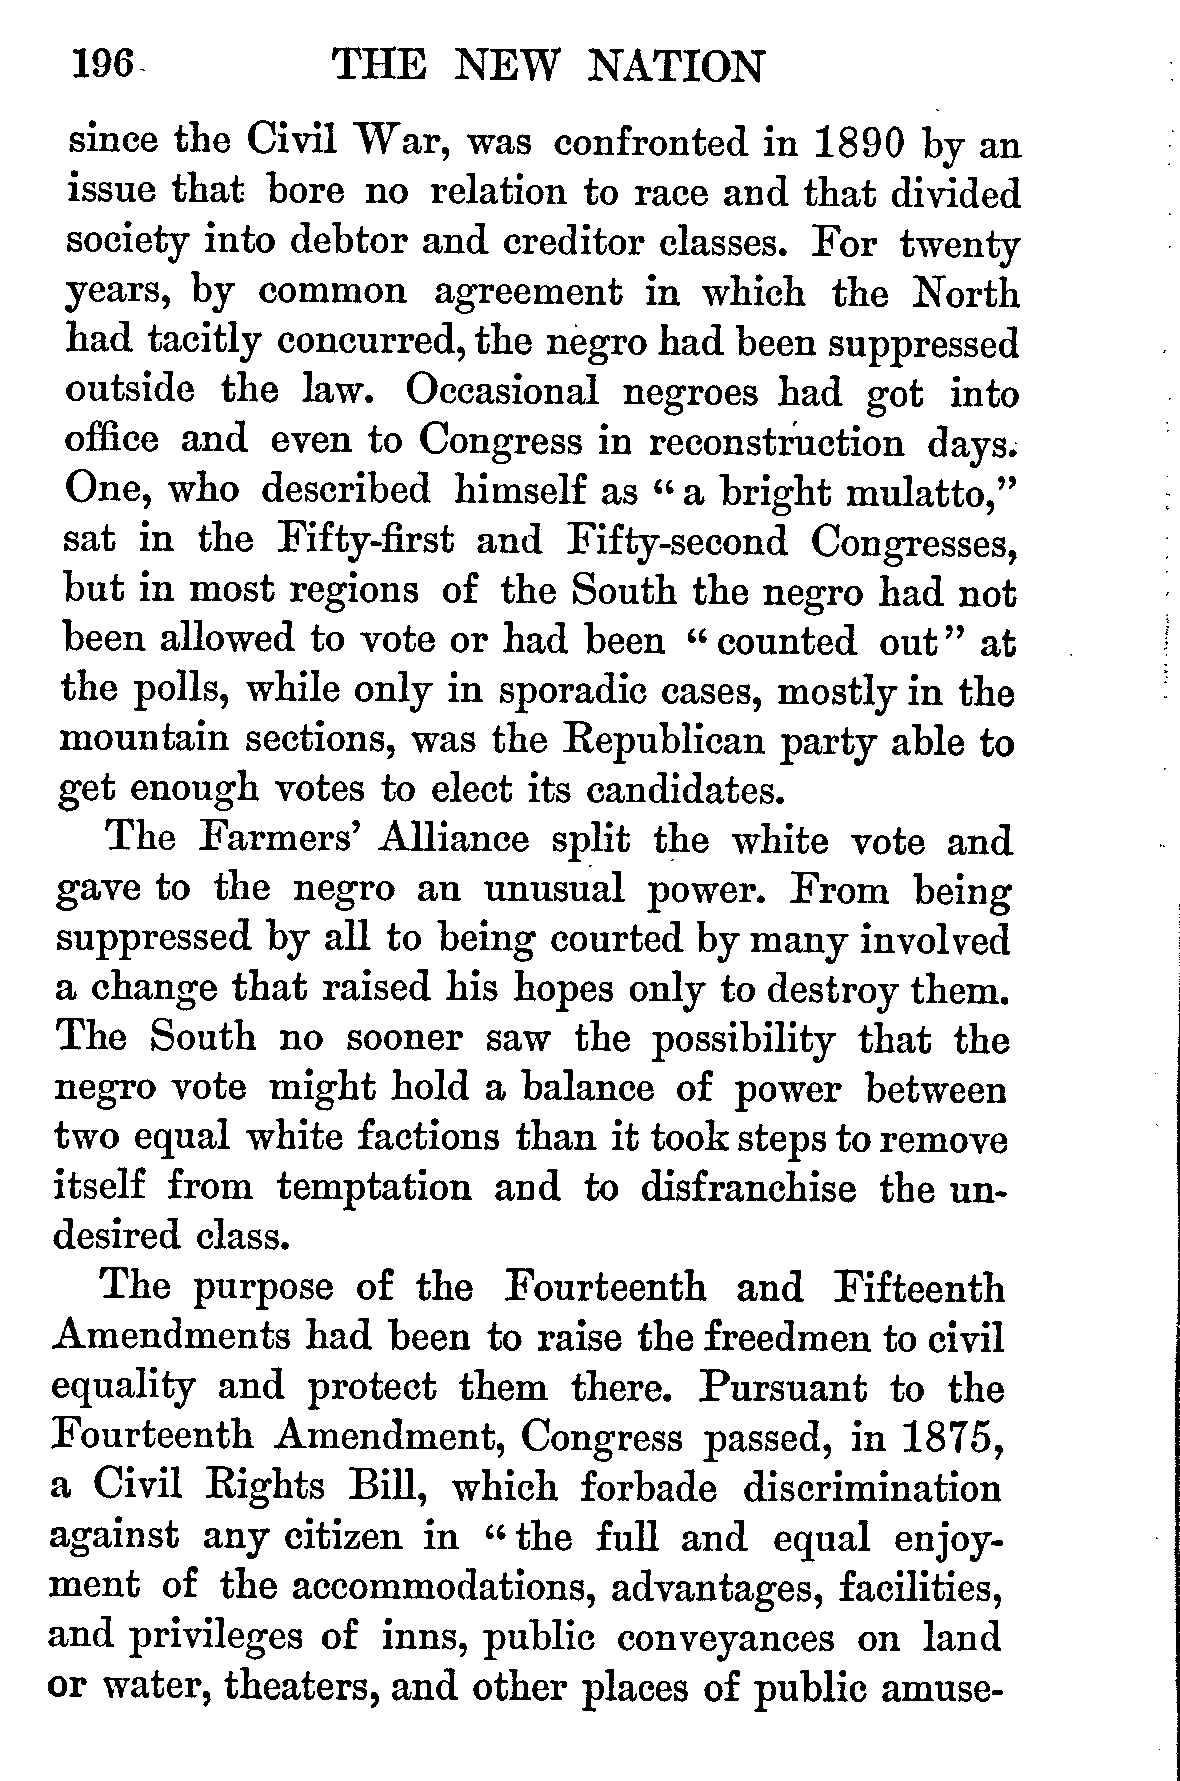 196 THE NEW NATION
since the Civil War, was confronted in 1890 by an
issue that bore no relation to race and that divided
society into debtor and creditor classes. For twenty
years, by common agreement in which the North
had tacitly concurred, the negro had been suppressed
outside the law. Occasional negroes had got into
office and even to Congress in reconstruction days.
One, who described himself as “ a bright mulatto,”
sat in the Fifty-first and Fifty-second Congresses,
but in most regions of the South the negro had not
been allowed to vote or had been “ counted out” at
the polls, while only in sporadic cases, mostly in the
mountain sections, was the Republican party able to
get enough votes to elect its candidates.
The Farmers’ Alliance split the white vote and
gave to the negro an unusual power. From being
suppressed by all to being courted by many involved
a change that raised his hopes only to destroy them.
The South no sooner saw the possibility that the
negro vote might hold a balance of power between
two equal white factions than it took steps to remove
itself from temptation and to disfranchise the un-
desired class.
The purpose of the Fourteenth and Fifteenth
Amendments had been to raise the freedmen to civil
equality and protect them there. Pursuant to the
Fourteenth Amendment, Congress passed, in 1875,
a Civil Rights Bill, which forbade discrimination
against any citizen in “ the full and equal enjoy-
ment of the accommodations, advantages, facilities,
and privileges of inns, public conveyances on land
or water, theaters, and other places of public amuse-